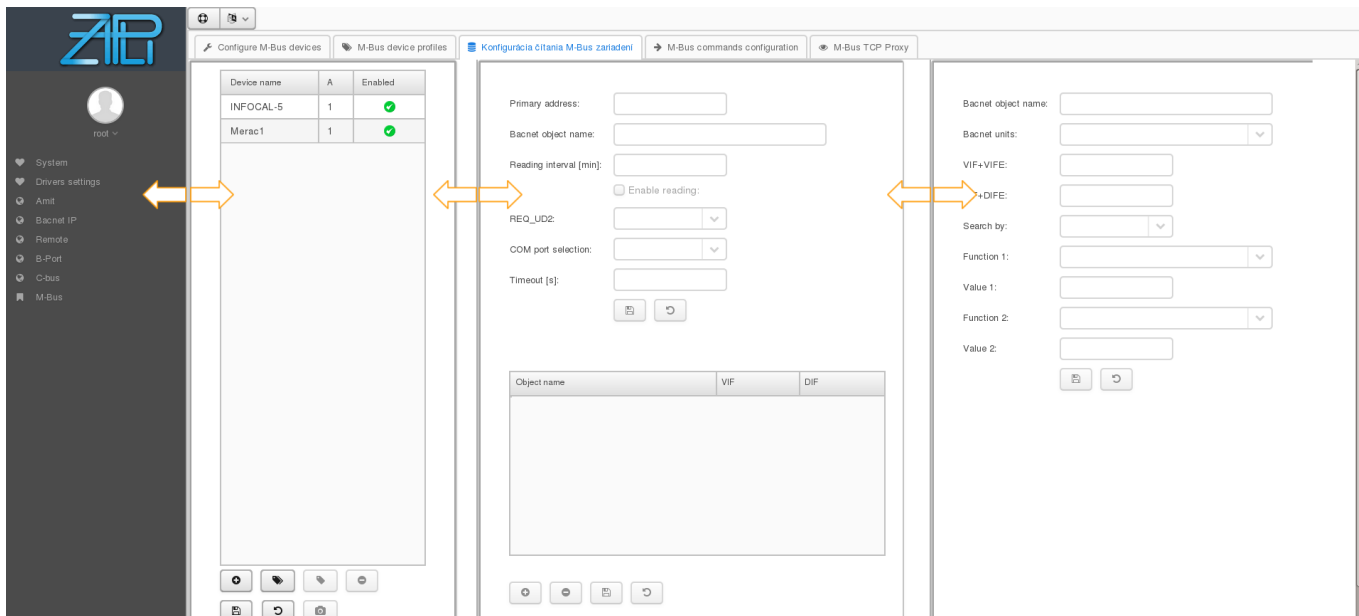 ZAPLI
Configure M-Bus devices
M-Bus device profiles
Konfigurácia čítania M-Bus zariadení
M-Bus commands configuration
M-Bus TCP Proxy
root
System
Drivers settings
Amit
Bacnet IP
Remote
B-Port
C-bus
M-Bus
Device name A Enabled
INFOCAL-5 1
Merac1 1
Primary address:
Bacnet object name:
Reading interval [min]:
Enable reading:
REQ_UD2:
COM port selection:
Timeout [s]:
Object name VIF DIF
Bacnet object name:
Bacnet units:
VIF+VIFE:
+DIFE:
Search by:
Function 1:
Value 1:
Function 2:
Value 2: